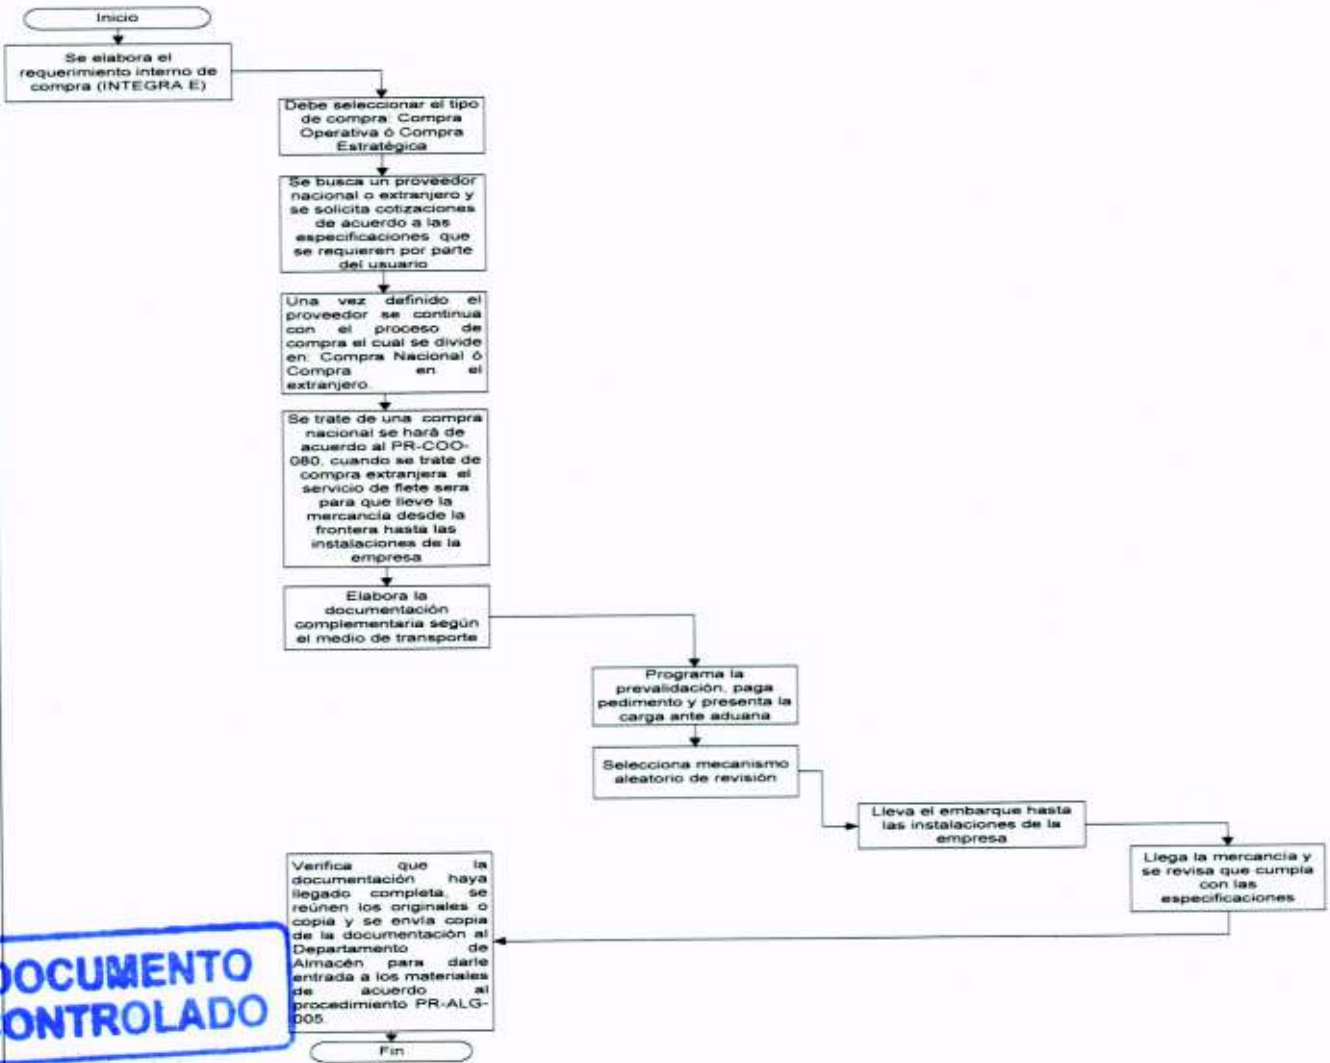 Inicio
Se elabora el
requerimiento interno de
compra (INTEGRA E)
Debe seleccionar el tipo
de compra: Compra
Operativa ó Compra
Estratégica
Se busca un proveedor
nacional o extranjero y
se solicita cotizaciones
de acuerdo a las
especificaciones que
se requieren por parte
del usuario
Una vez definido el
proveedor se continua
con el proceso de
compra el cual se divide
en: Compra Nacional ó
Compra en el
extranjero.
Se trate de una compra
nacional se hará de
acuerdo al PR-COO-
080, cuando se trate de
compra extranjera el
servicio de flete sera
para que lleve la
mercancía desde la
frontera hasta las
instalaciones de la
empresa
Elabora la
documentación
complementaria según
el medio de transporte
Programa la
prevalidación, paga
pedimento y presenta la
carga ante aduana
Selecciona mecanismo
aleatorio de revisión
Lleva el embarque hasta
las instalaciones de la
empresa
Llega la mercancía y
se revisa que cumpla
con las
especificaciones
Verifica que la
documentación haya
llegado completa, se
reúnen los originales o
copia y se envía copia
de la documentación al
Departamento de
Almacén para darle
entrada a los materiales
de acuerdo al
procedimiento PR-ALG-
005.
Fin
DOCUMENTO
CONTROLADO